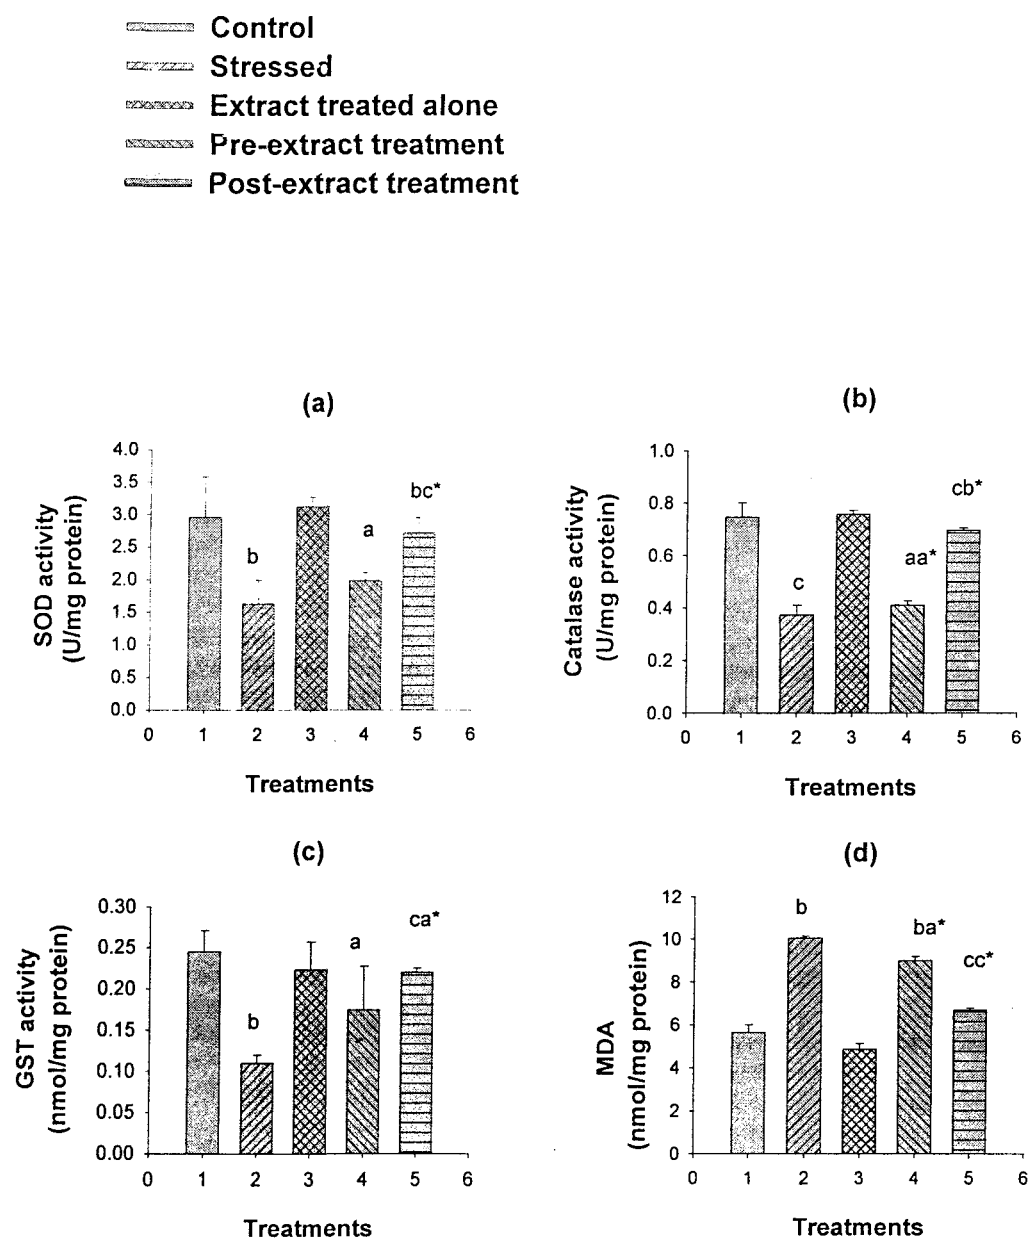 Control
Stressed
Extract treated alone
Pre-extract treatment
Post-extract treatment
(a)
SOD activity
(U/mg protein)
4.0
3.5
3.0
2.5
2.0
1.5
1.0
0.5
0.0
b
a
bc*
0 1 2 3 4 5 6
Treatments
(b)
Catalase activity
(U/mg protein)
1.0
0.8
0.6
0.4
0.2
0.0
c
aa*
cb*
0 1 2 3 4 5 6
Treatments
(c)
GST activity
(nmol/mg protein)
0.30
0.25
0.20
0.15
0.10
0.05
0.00
b
a
ca*
0 1 2 3 4 5 6
Treatments
(d)
MDA
(nmol/mg protein)
12
10
8
6
4
2
0
b
ba*
cc*
0 1 2 3 4 5 6
Treatments